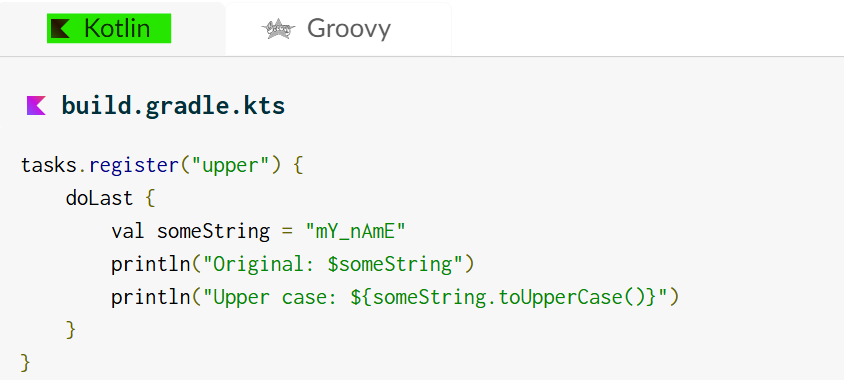 Kotlin Groovy
build.gradle.kts
tasks.register("upper") {
    doLast {
        val someString = "mY_nAmE"
        println("Original: $someString")
        println("Upper case: ${someString.toUpperCase()}")
    }
}